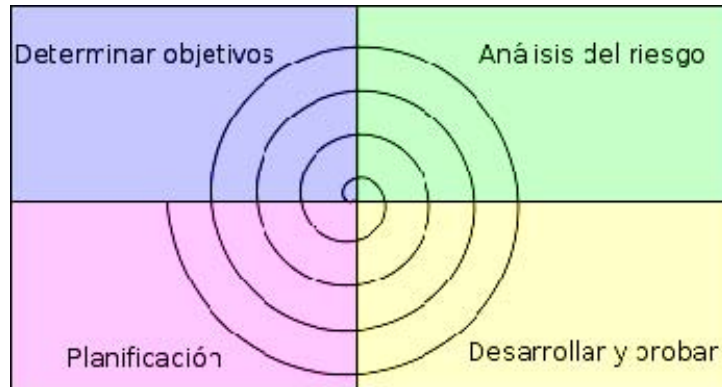 Determinar objetivos
Análisis del riesgo
Planificación
Desarrollar y probar